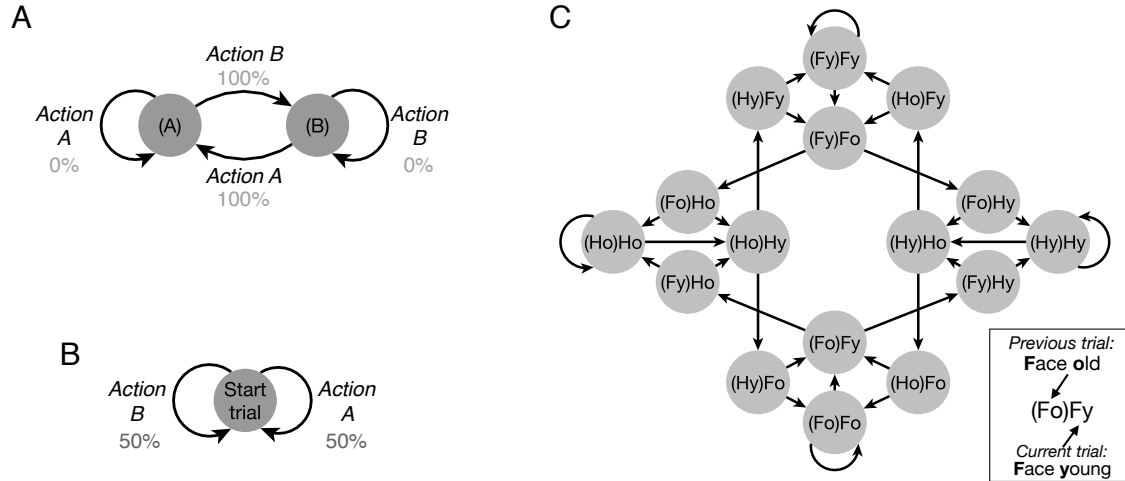 A
Action B
100%
Action
A
0%
(A)
(B)
Action
B
0%
Action A
100%
B
Action
B
50%
Start
trial
Action
A
50%
C
(Fy)Fy
(Hy)Fy
(Ho)Fy
(Fy)Fo
(Fo)Ho
(Fo)Hy
(Ho)Ho
(Ho)Hy
(Hy)Ho
(Hy)Hy
(Fy)Ho
(Fy)Hy
(Fo)Fy
(Hy)Fo
(Ho)Fo
(Fo)Fo
Previous trial:
Face old
(Fo)Fy
Current trial:
Face young